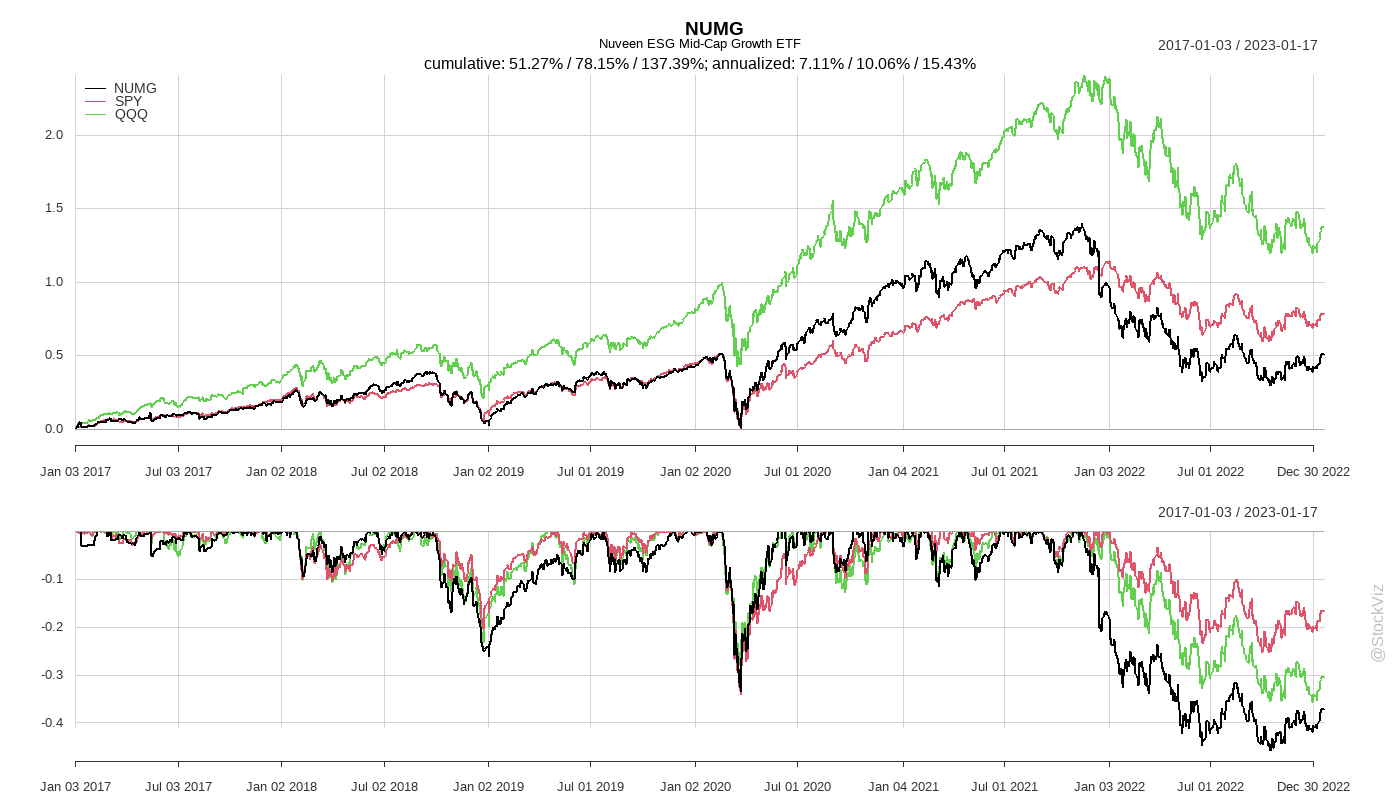 NUMG
Nuveen ESG Mid-Cap Growth ETF
2017-01-03 / 2023-01-17
cumulative: 51.27% / 78.15% / 137.39%; annualized: 7.11% / 10.06% / 15.43%
NUMG
SPY
QQQ
2.0
1.5
1.0
0.5
0.0
Jan 03 2017 Jul 03 2017 Jan 02 2018 Jul 02 2018 Jan 02 2019 Jul 01 2019 Jan 02 2020 Jul 01 2020 Jan 04 2021 Jul 01 2021 Jan 03 2022 Jul 01 2022 Dec 30 2022
2017-01-03 / 2023-01-17
-0.1
-0.2
-0.3
-0.4
Jan 03 2017 Jul 03 2017 Jan 02 2018 Jul 02 2018 Jan 02 2019 Jul 01 2019 Jan 02 2020 Jul 01 2020 Jan 04 2021 Jul 01 2021 Jan 03 2022 Jul 01 2022 Dec 30 2022
@StockViz